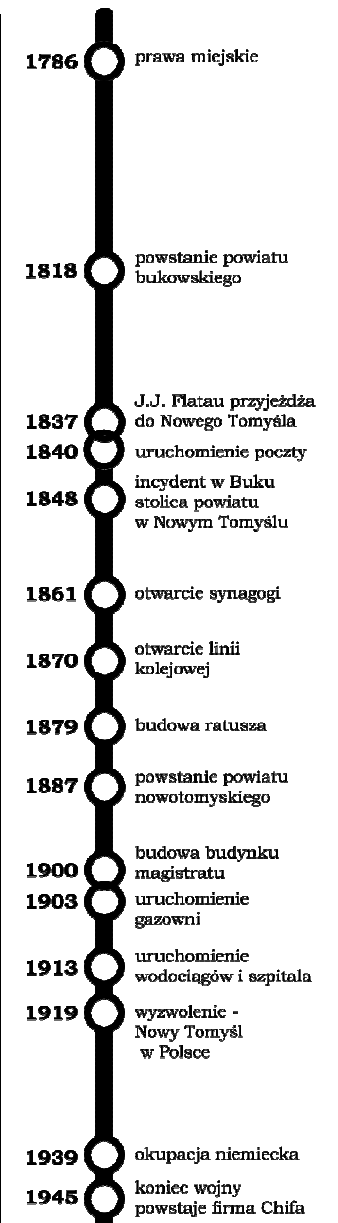 1786 prawa miejskie
1818 powstanie powiatu
bukowskiego
J.J. Flatau przyjeżdża
1837 do Nowego Tomyśla
1840 uruchomienie poczty
incydent w Buku
1848 stolica powiatu
w Nowym Tomyślu
1861 otwarcie synagogi
otwarcie linii
1870 kolejowej
1879 budowa ratusza
powstanie powiatu
1887 nowotomyskiego
budowa budynku
1900 magistratu
1903 uruchomienie
gazowni
uruchomienie
1913 wodociągów i szpitala
1919 wyzwolenie -
Nowy Tomyśl
w Polsce
1939 okupacja niemiecka
koniec wojny
1945 powstaje firma Chifa